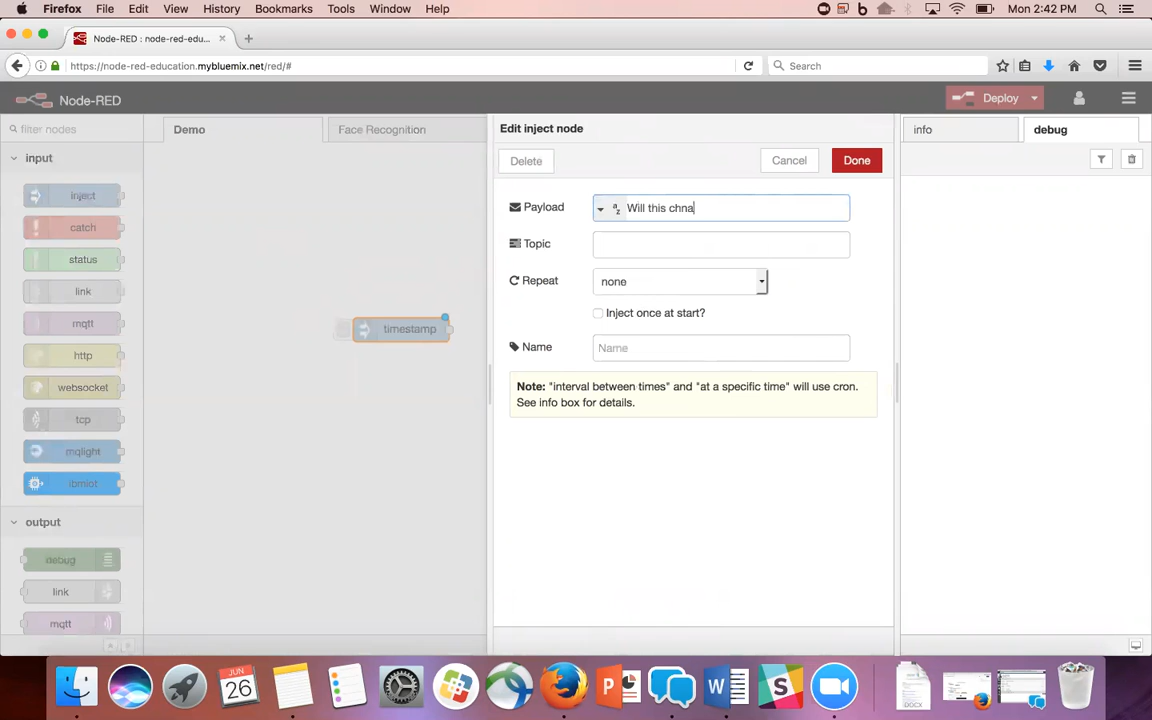 Firefox File Edit View History Bookmarks Tools Window Help Mon 2:42 PM
Node-RED : node-red-edu...
https://node-red-education.mybluemix.net/red/# Search
Node-RED Deploy
filter nodes Demo Face Recognition Edit inject node info debug
Delete Cancel Done
input
inject
catch
status
link
mqtt
http
websocket
tcp
mqlight
ibmiot
output
debug
link
mqtt
timestamp
Payload Will this chna
Topic
Repeat none
Inject once at start?
Name Name
Note: "interval between times" and "at a specific time" will use cron.
See info box for details.
JUN
26
DOCX